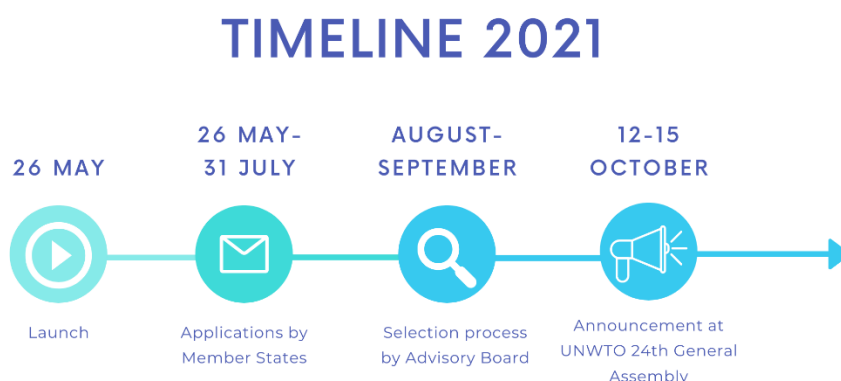 TIMELINE 2021
26 MAY
26 MAY-
31 JULY
AUGUST-
SEPTEMBER
12-15
OCTOBER
Launch
Applications by
Member States
Selection process
by Advisory Board
Announcement at
UNWTO 24th General
Assembly